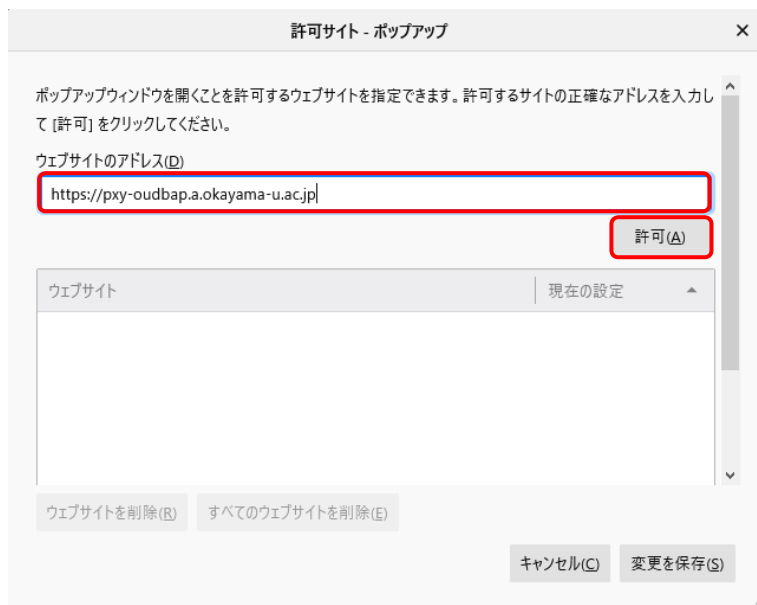 許可サイト - ポップアップ
ポップアップウィンドウを開くことを許可するウェブサイトを指定できます。許可するサイトの正確なアドレスを入力し
て [許可] をクリックしてください。
ウェブサイトのアドレス(D)
https://pxy-oudbap.a.okayama-u.ac.jp
許可(A)
ウェブサイト 現在の設定
ウェブサイトを削除(R) すべてのウェブサイトを削除(E)
キャンセル(C) 変更を保存(S)